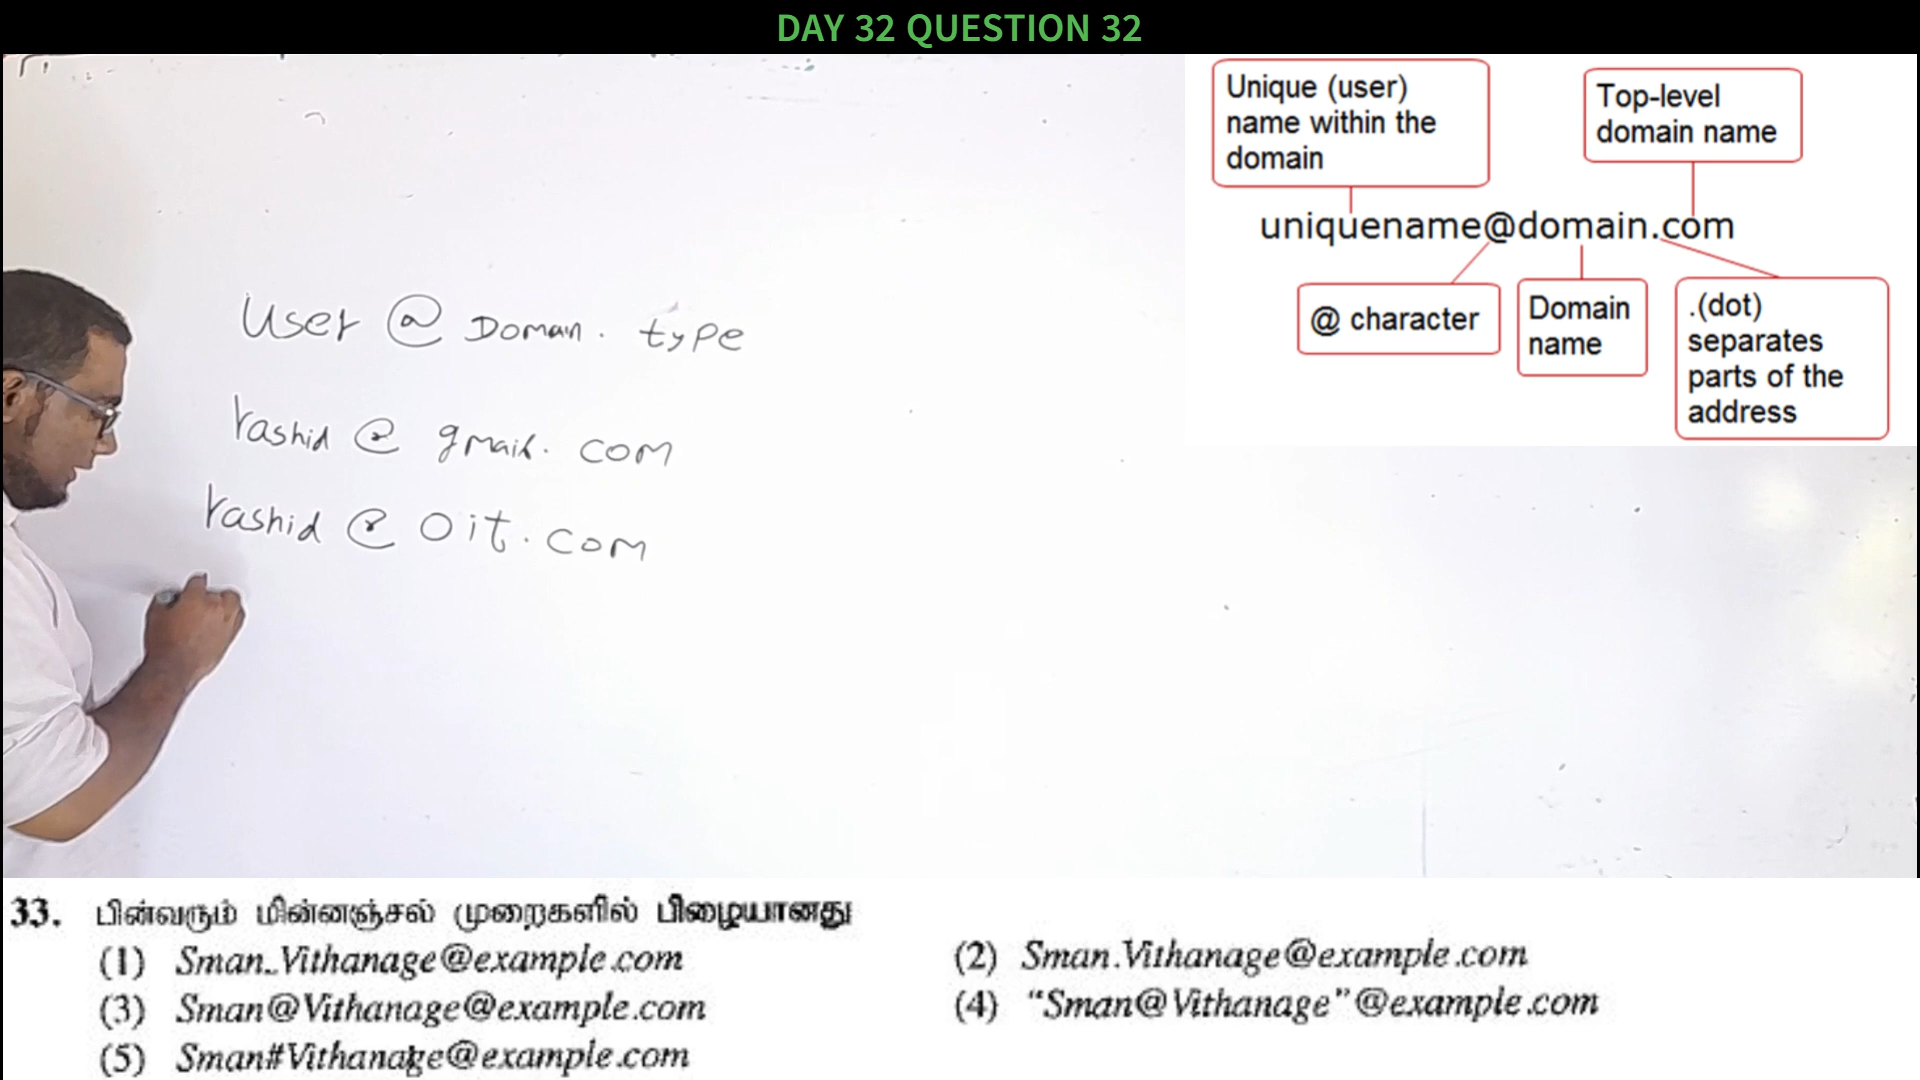 DAY 32 QUESTION 32
Unique (user)
name within the
domain
Top-level
domain name
uniquename@domain.com
@ character
Domain
name
.(dot)
separates
parts of the
address
User @ Doman. type
rashid @ gmail. com
rashid @ Oit. com
33. பின்வரும் மின்னஞ்சல் முறைகளில் பிழையானது
(1) Sman_Vithanage@example.com
(2) Sman.Vithanage@example.com
(3) Sman@Vithanage@example.com
(4) “Sman@Vithanage”@example.com
(5) Sman#Vithanage@example.com